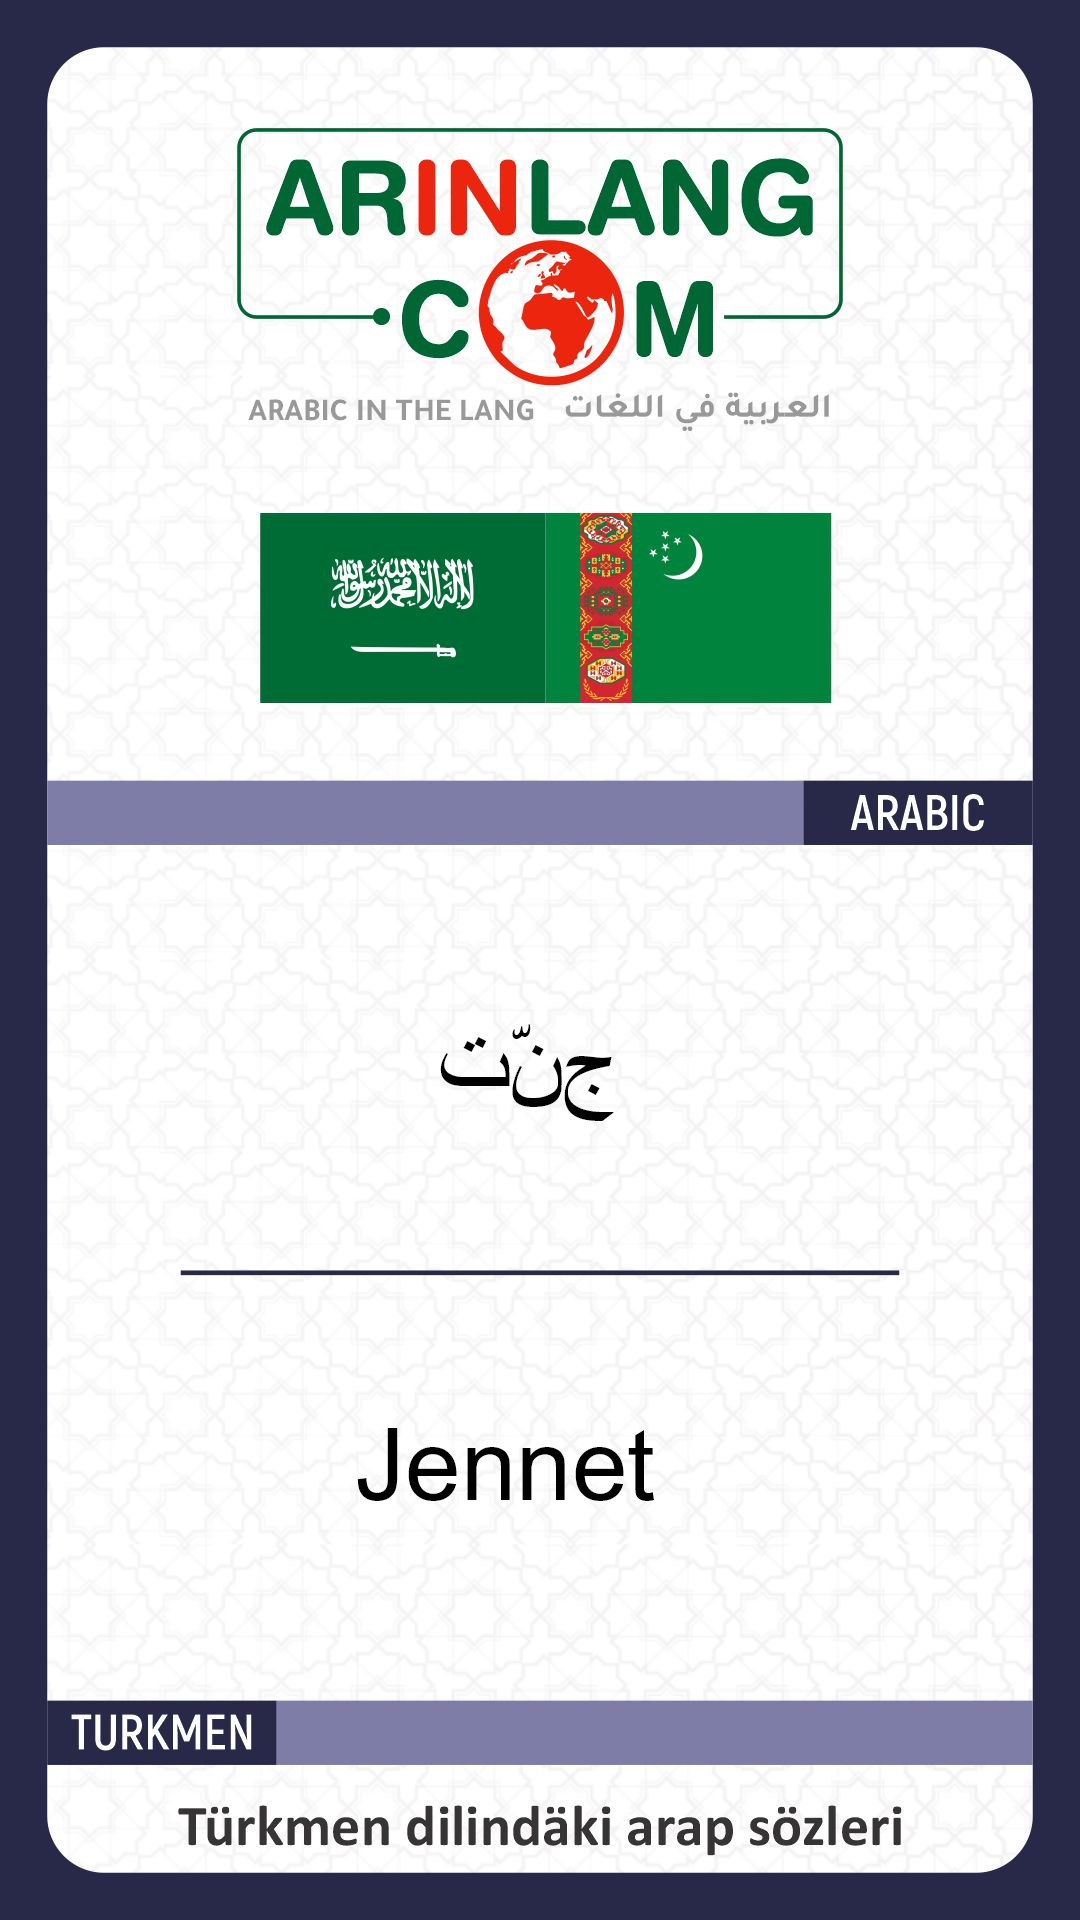 ARINLANG
.COM
ARABIC IN THE LANG العربية في اللغات
لا إله إلا الله محمد رسول الله
ARABIC
جنّت
Jennet
TURKMEN
Türkmen dilindäki arap sözleri